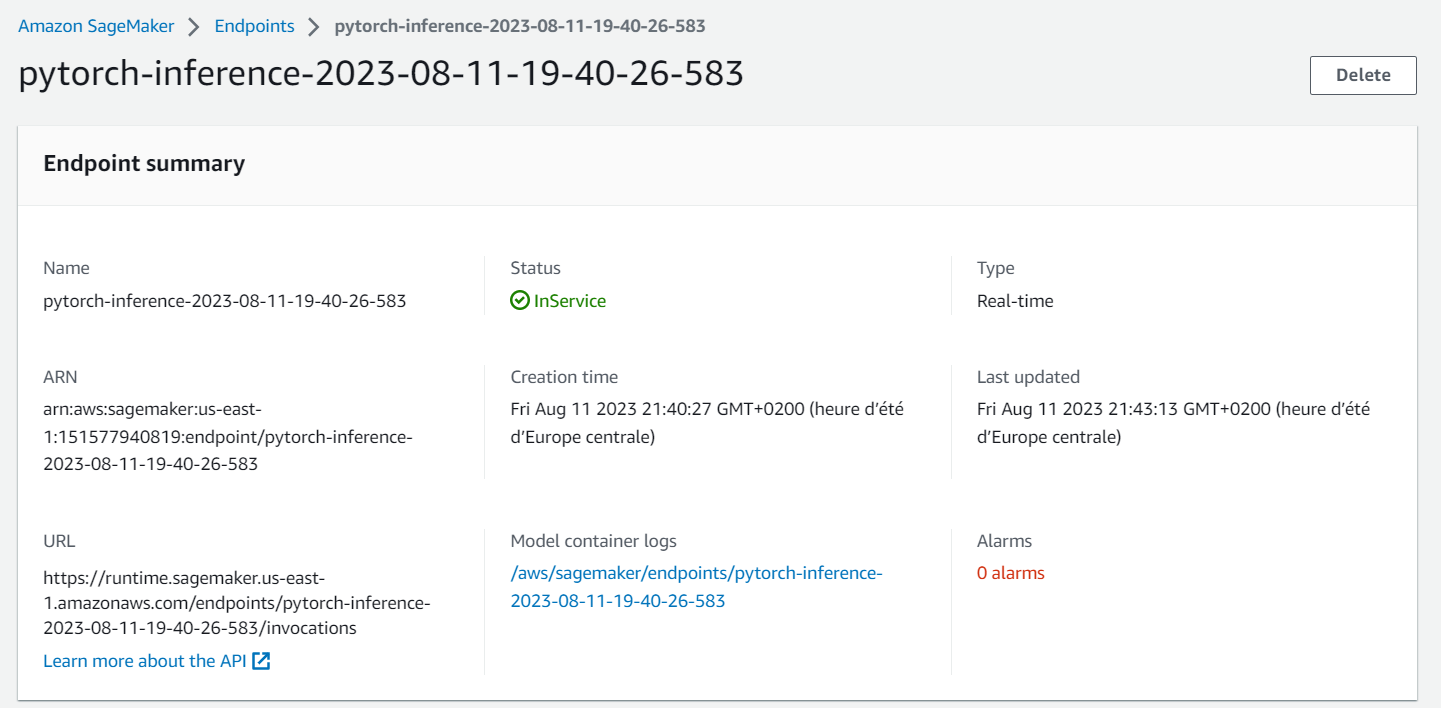 Amazon SageMaker > Endpoints > pytorch-inference-2023-08-11-19-40-26-583
pytorch-inference-2023-08-11-19-40-26-583
Delete
Endpoint summary
Name
pytorch-inference-2023-08-11-19-40-26-583
Status
InService
Type
Real-time
ARN
arn:aws:sagemaker:us-east-
1:151577940819:endpoint/pytorch-inference-
2023-08-11-19-40-26-583
Creation time
Fri Aug 11 2023 21:40:27 GMT+0200 (heure d’été
d’Europe centrale)
Last updated
Fri Aug 11 2023 21:43:13 GMT+0200 (heure d’été
d’Europe centrale)
URL
https://runtime.sagemaker.us-east-
1.amazonaws.com/endpoints/pytorch-inference-
2023-08-11-19-40-26-583/invocations
Learn more about the API
Model container logs
/aws/sagemaker/endpoints/pytorch-inference-
2023-08-11-19-40-26-583
Alarms
0 alarms